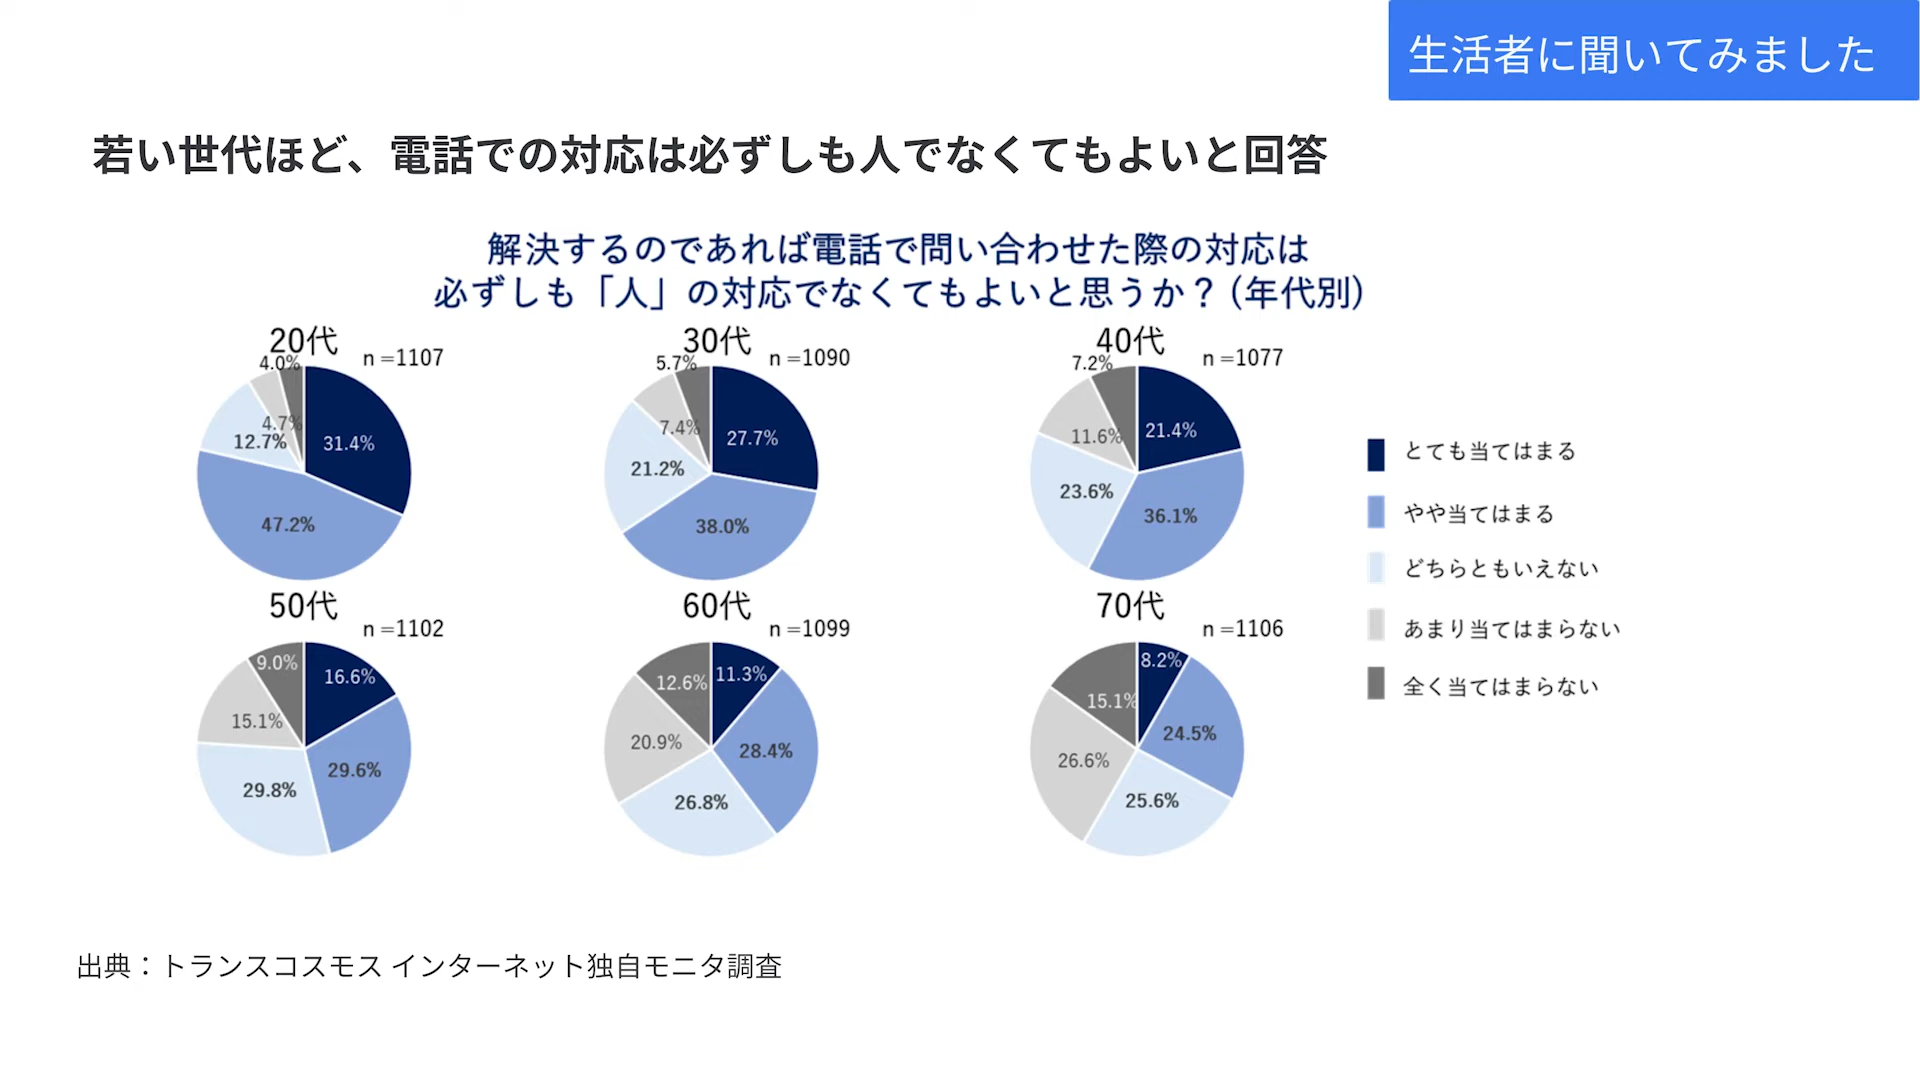 生活者に聞いてみました
若い世代ほど、電話での対応は必ずしも人でなくてもよいと回答
解決するのであれば電話で問い合わせた際の対応は
必ずしも「人」の対応でなくてもよいと思うか？(年代別)
20代
n =1107
4.0%
4.7%
12.7%
31.4%
47.2%
30代
n =1090
5.7%
7.4%
27.7%
21.2%
38.0%
40代
n =1077
7.2%
11.6%
21.4%
23.6%
36.1%
50代
n =1102
9.0%
16.6%
15.1%
29.6%
29.8%
60代
n =1099
12.6%
11.3%
20.9%
28.4%
26.8%
70代
n =1106
8.2%
15.1%
24.5%
26.6%
25.6%
とても当てはまる
やや当てはまる
どちらともいえない
あまり当てはまらない
全く当てはまらない
出典：トランスコスモス インターネット独自モニタ調査